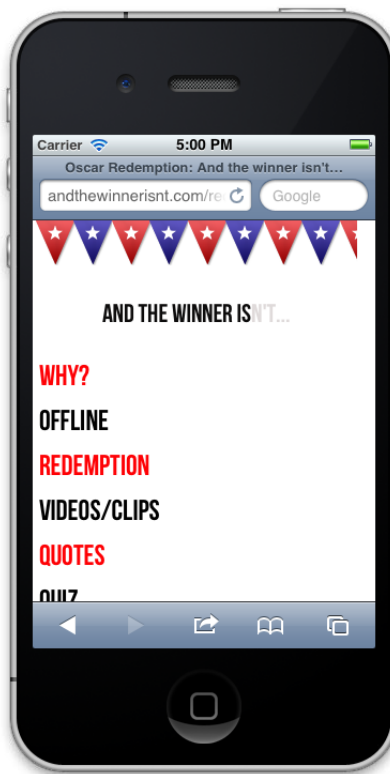 Carrier 5:00 PM
Oscar Redemption: And the winner isn't...
andthewinnerisnt.com/re Google
AND THE WINNER ISN'T...
WHY?
OFFLINE
REDEMPTION
VIDEOS/CLIPS
QUOTES
QUIZ